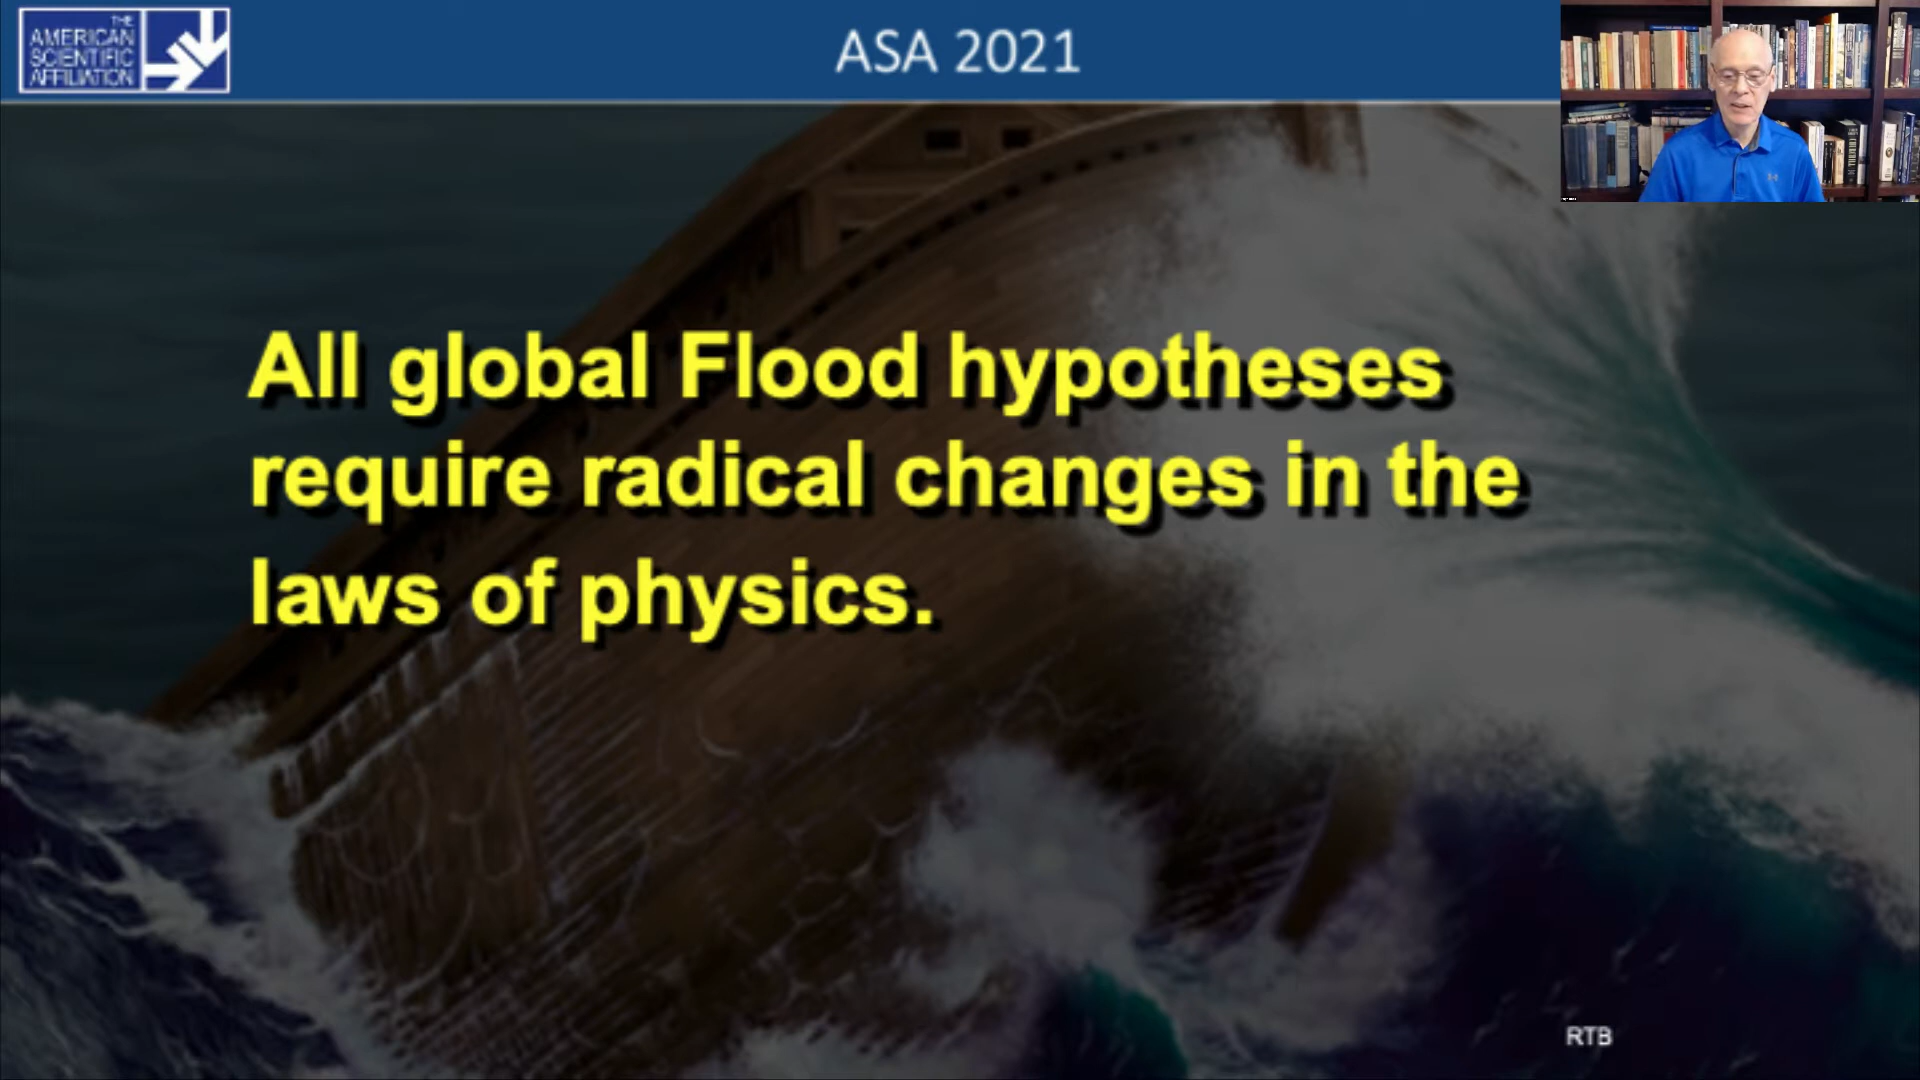 THE
AMERICAN
SCIENTIFIC
AFFILIATION
ASA 2021
All global Flood hypotheses
require radical changes in the
laws of physics.
RTB